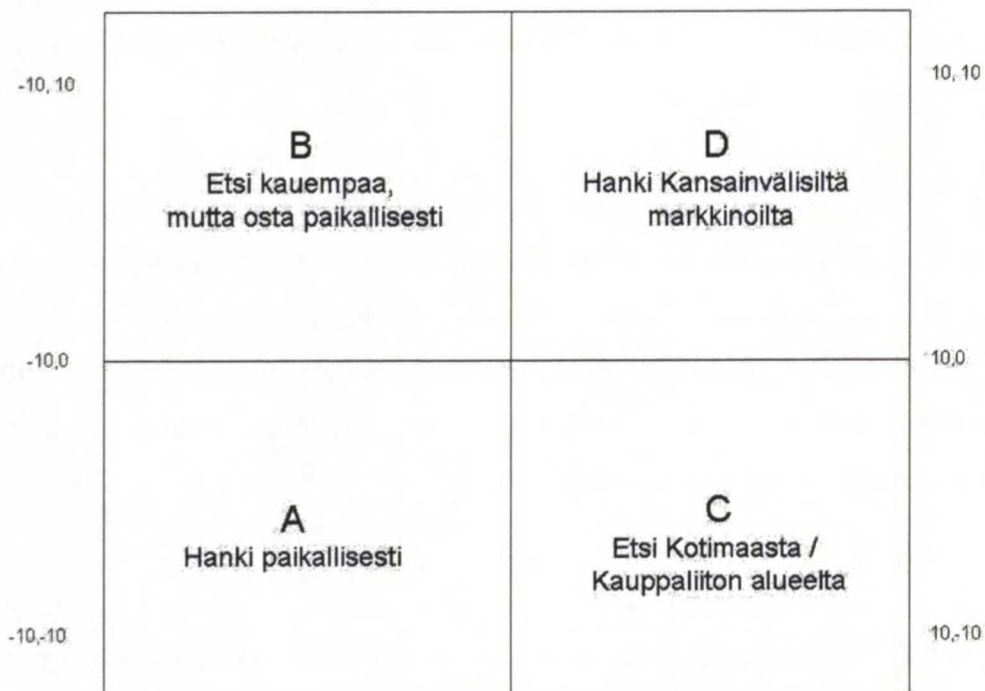 -10,10
10,10
B
Etsi kauempaa,
mutta osta paikallisesti
D
Hanki Kansainvälisiltä
markkinoilta
-10,0
10,0
A
Hanki paikallisesti
C
Etsi Kotimaasta /
Kauppaliiton alueelta
-10,-10
10,-10